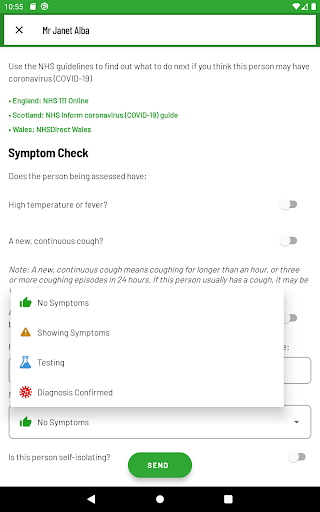 10:55
Mr Janet Alba
Use the NHS guidelines to find out what to do next if you think this person may have
coronavirus (COVID-19)
• England: NHS 111 Online
• Scotland: NHS Inform coronavirus (COVID-19) guide
• Wales: NHSDirect Wales
Symptom Check
Does the person being assessed have:
High temperature or fever?
A new, continuous cough?
Note: A new, continuous cough means coughing for longer than an hour, or three
or more coughing episodes in 24 hours. If this person usually has a cough, it may be
No Symptoms
Showing Symptoms
Testing
Diagnosis Confirmed
No Symptoms
Is this person self-isolating?
SEND